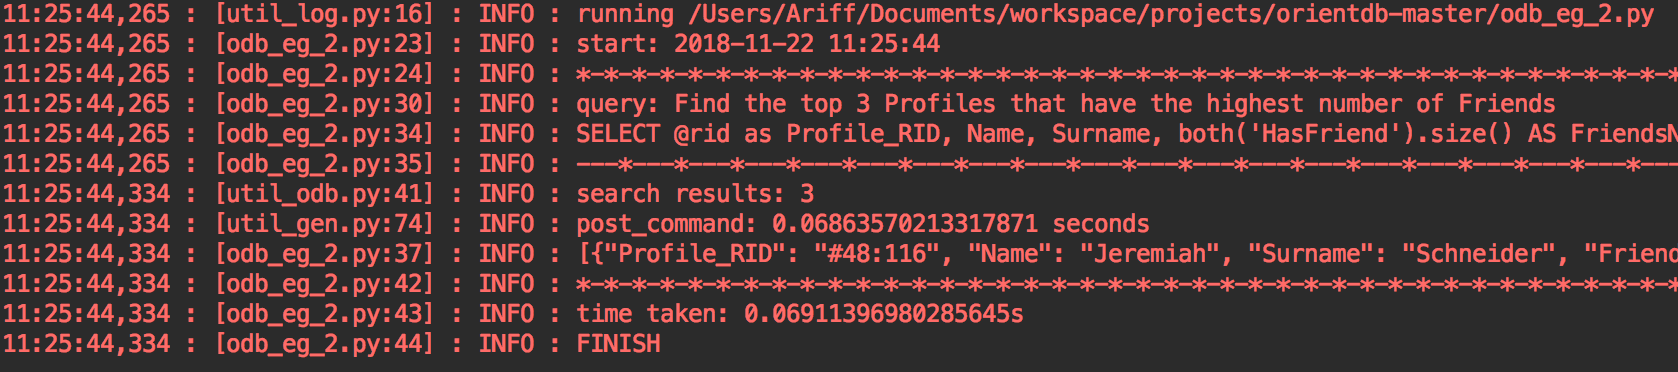 11:25:44,265 : [util_log.py:16] : INFO : running /Users/Ariff/Documents/workspace/projects/orientdb-master/odb_eg_2.py
11:25:44,265 : [odb_eg_2.py:23] : INFO : start: 2018-11-22 11:25:44
11:25:44,265 : [odb_eg_2.py:24] : INFO : *-*-*-*-*-*-*-*-*-*-*-*-*-*-*-*-*-*-*-*-*-*-*-*-*-*-*-*-*-*-*-*-*-*-*-*-*-*-*-*
11:25:44,265 : [odb_eg_2.py:30] : INFO : query: Find the top 3 Profiles that have the highest number of Friends
11:25:44,265 : [odb_eg_2.py:34] : INFO : SELECT @rid as Profile_RID, Name, Surname, both('HasFriend').size() AS FriendsN
11:25:44,265 : [odb_eg_2.py:35] : INFO : ---*---*---*---*---*---*---*---*---*---*---*---*---*---*---*---*---*---*---*---
11:25:44,334 : [util_odb.py:41] : INFO : search results: 3
11:25:44,334 : [util_gen.py:74] : INFO : post_command: 0.06863570213317871 seconds
11:25:44,334 : [odb_eg_2.py:37] : INFO : [{"Profile_RID": "#48:116", "Name": "Jeremiah", "Surname": "Schneider", "Friend
11:25:44,334 : [odb_eg_2.py:42] : INFO : *-*-*-*-*-*-*-*-*-*-*-*-*-*-*-*-*-*-*-*-*-*-*-*-*-*-*-*-*-*-*-*-*-*-*-*-*-*-*-*
11:25:44,334 : [odb_eg_2.py:43] : INFO : time taken: 0.06911396980285645s
11:25:44,334 : [odb_eg_2.py:44] : INFO : FINISH